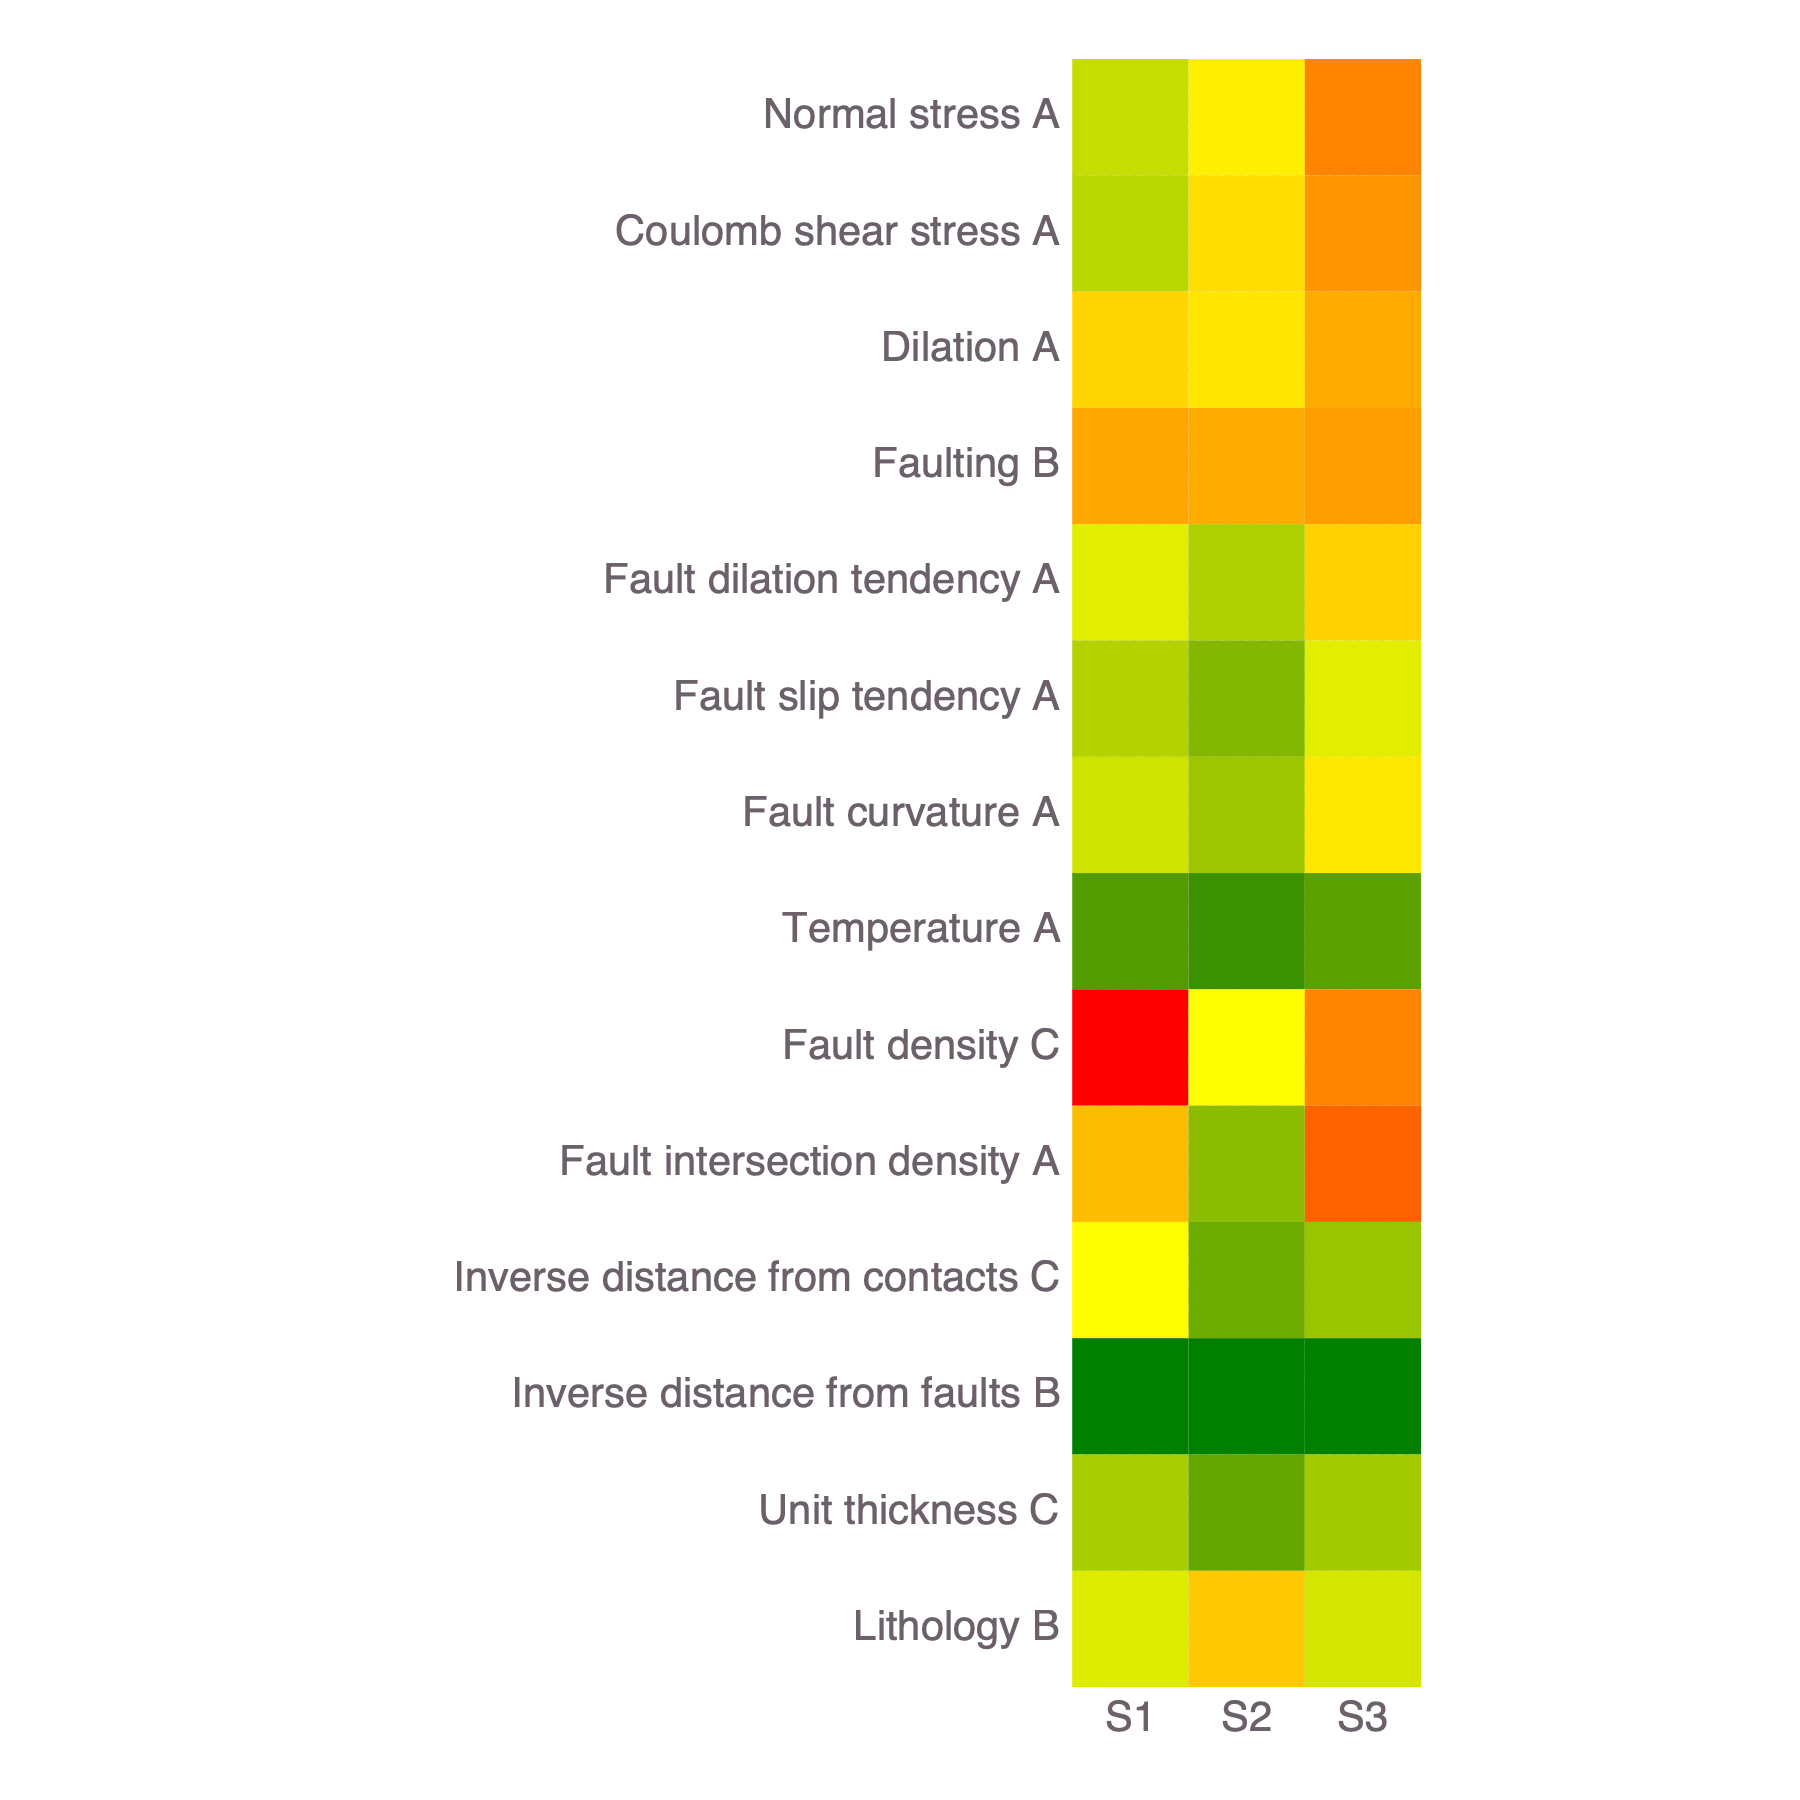 Normal stress A
Coulomb shear stress A
Dilation A
Faulting B
Fault dilation tendency A
Fault slip tendency A
Fault curvature A
Temperature A
Fault density C
Fault intersection density A
Inverse distance from contacts C
Inverse distance from faults B
Unit thickness C
Lithology B
S1 S2 S3